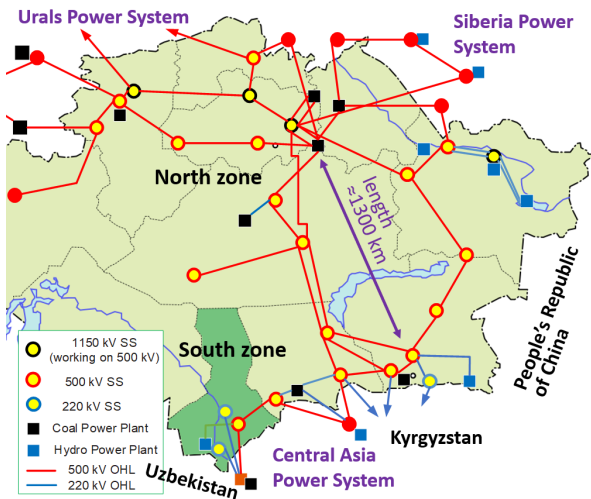 Urals Power System
Siberia Power
System
North zone
length
≈1300 km
People's Republic
of China
South zone
1150 kV SS
(working on 500 kV)
500 kV SS
220 kV SS
Coal Power Plant
Hydro Power Plant
500 kV OHL
220 kV OHL
Kyrgyzstan
Uzbekistan
Central Asia
Power System